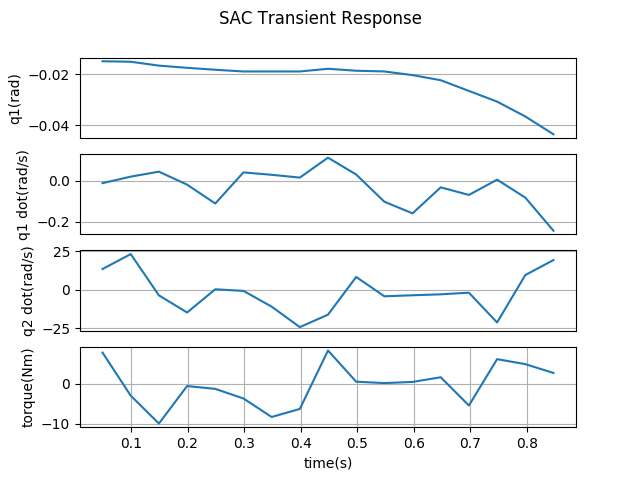 SAC Transient Response
q1(rad)
−0.02
−0.04
q1 dot(rad/s)
0.0
−0.2
q2 dot(rad/s)
25
0
−25
torque(Nm)
0
−10
0.1 0.2 0.3 0.4 0.5 0.6 0.7 0.8
time(s)